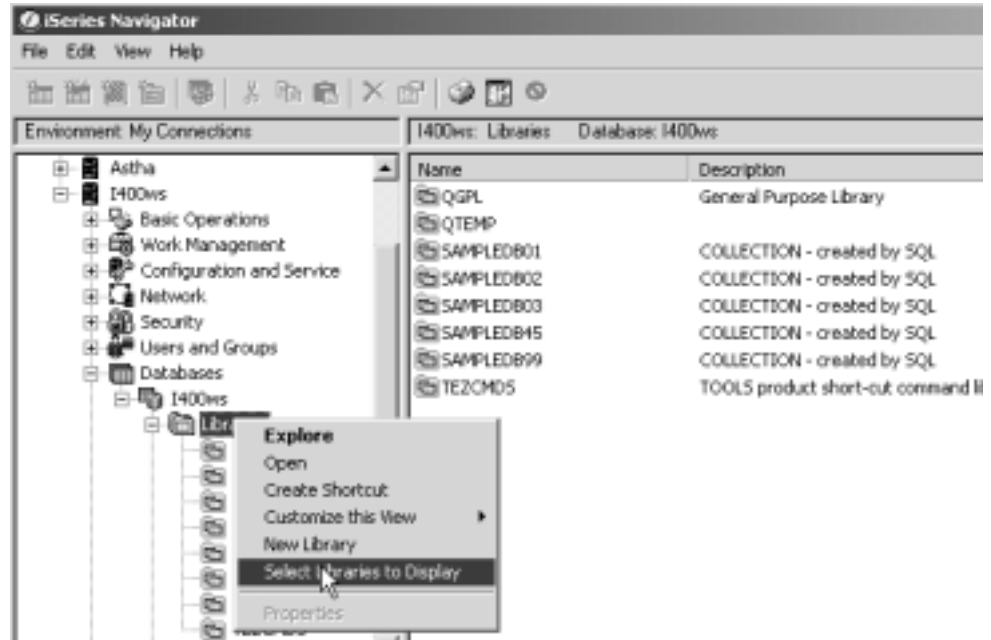 iSeries Navigator
File Edit View Help
Environment: My Connections
I400ws: Libraries Database: I400ws
Astha
I400ws
Basic Operations
Work Management
Configuration and Service
Network
Security
Users and Groups
Databases
I400ws
Name Description
QGPL General Purpose Library
QTEMP
SAMPLEDB01 COLLECTION - created by SQL
SAMPLEDB02 COLLECTION - created by SQL
SAMPLEDB03 COLLECTION - created by SQL
SAMPLEDB45 COLLECTION - created by SQL
SAMPLEDB99 COLLECTION - created by SQL
TEZCMDS TOOLS product short-cut command li
Explore
Open
Create Shortcut
Customize this View
New Library
Select Libraries to Display
Properties